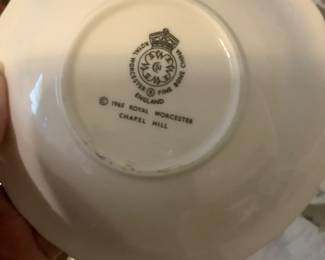 ROYAL WORCESTER
FINE BONE CHINA
ENGLAND
© 1965 ROYAL WORCESTER
CHAPEL HILL